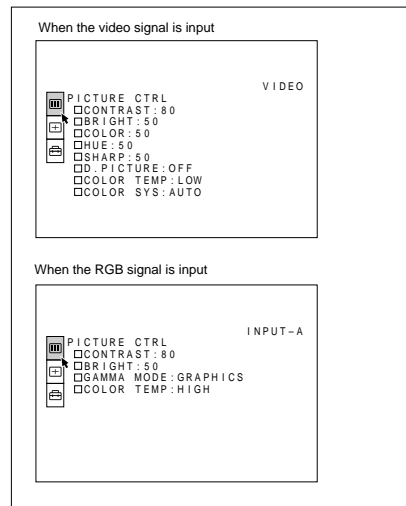 When the video signal is input
VIDEO
PICTURE CTRL
CONTRAST:80
BRIGHT:50
COLOR:50
HUE:50
SHARP:50
D.PICTURE:OFF
COLOR TEMP:LOW
COLOR SYS:AUTO
When the RGB signal is input
INPUT–A
PICTURE CTRL
CONTRAST:80
BRIGHT:50
GAMMA MODE:GRAPHICS
COLOR TEMP:HIGH